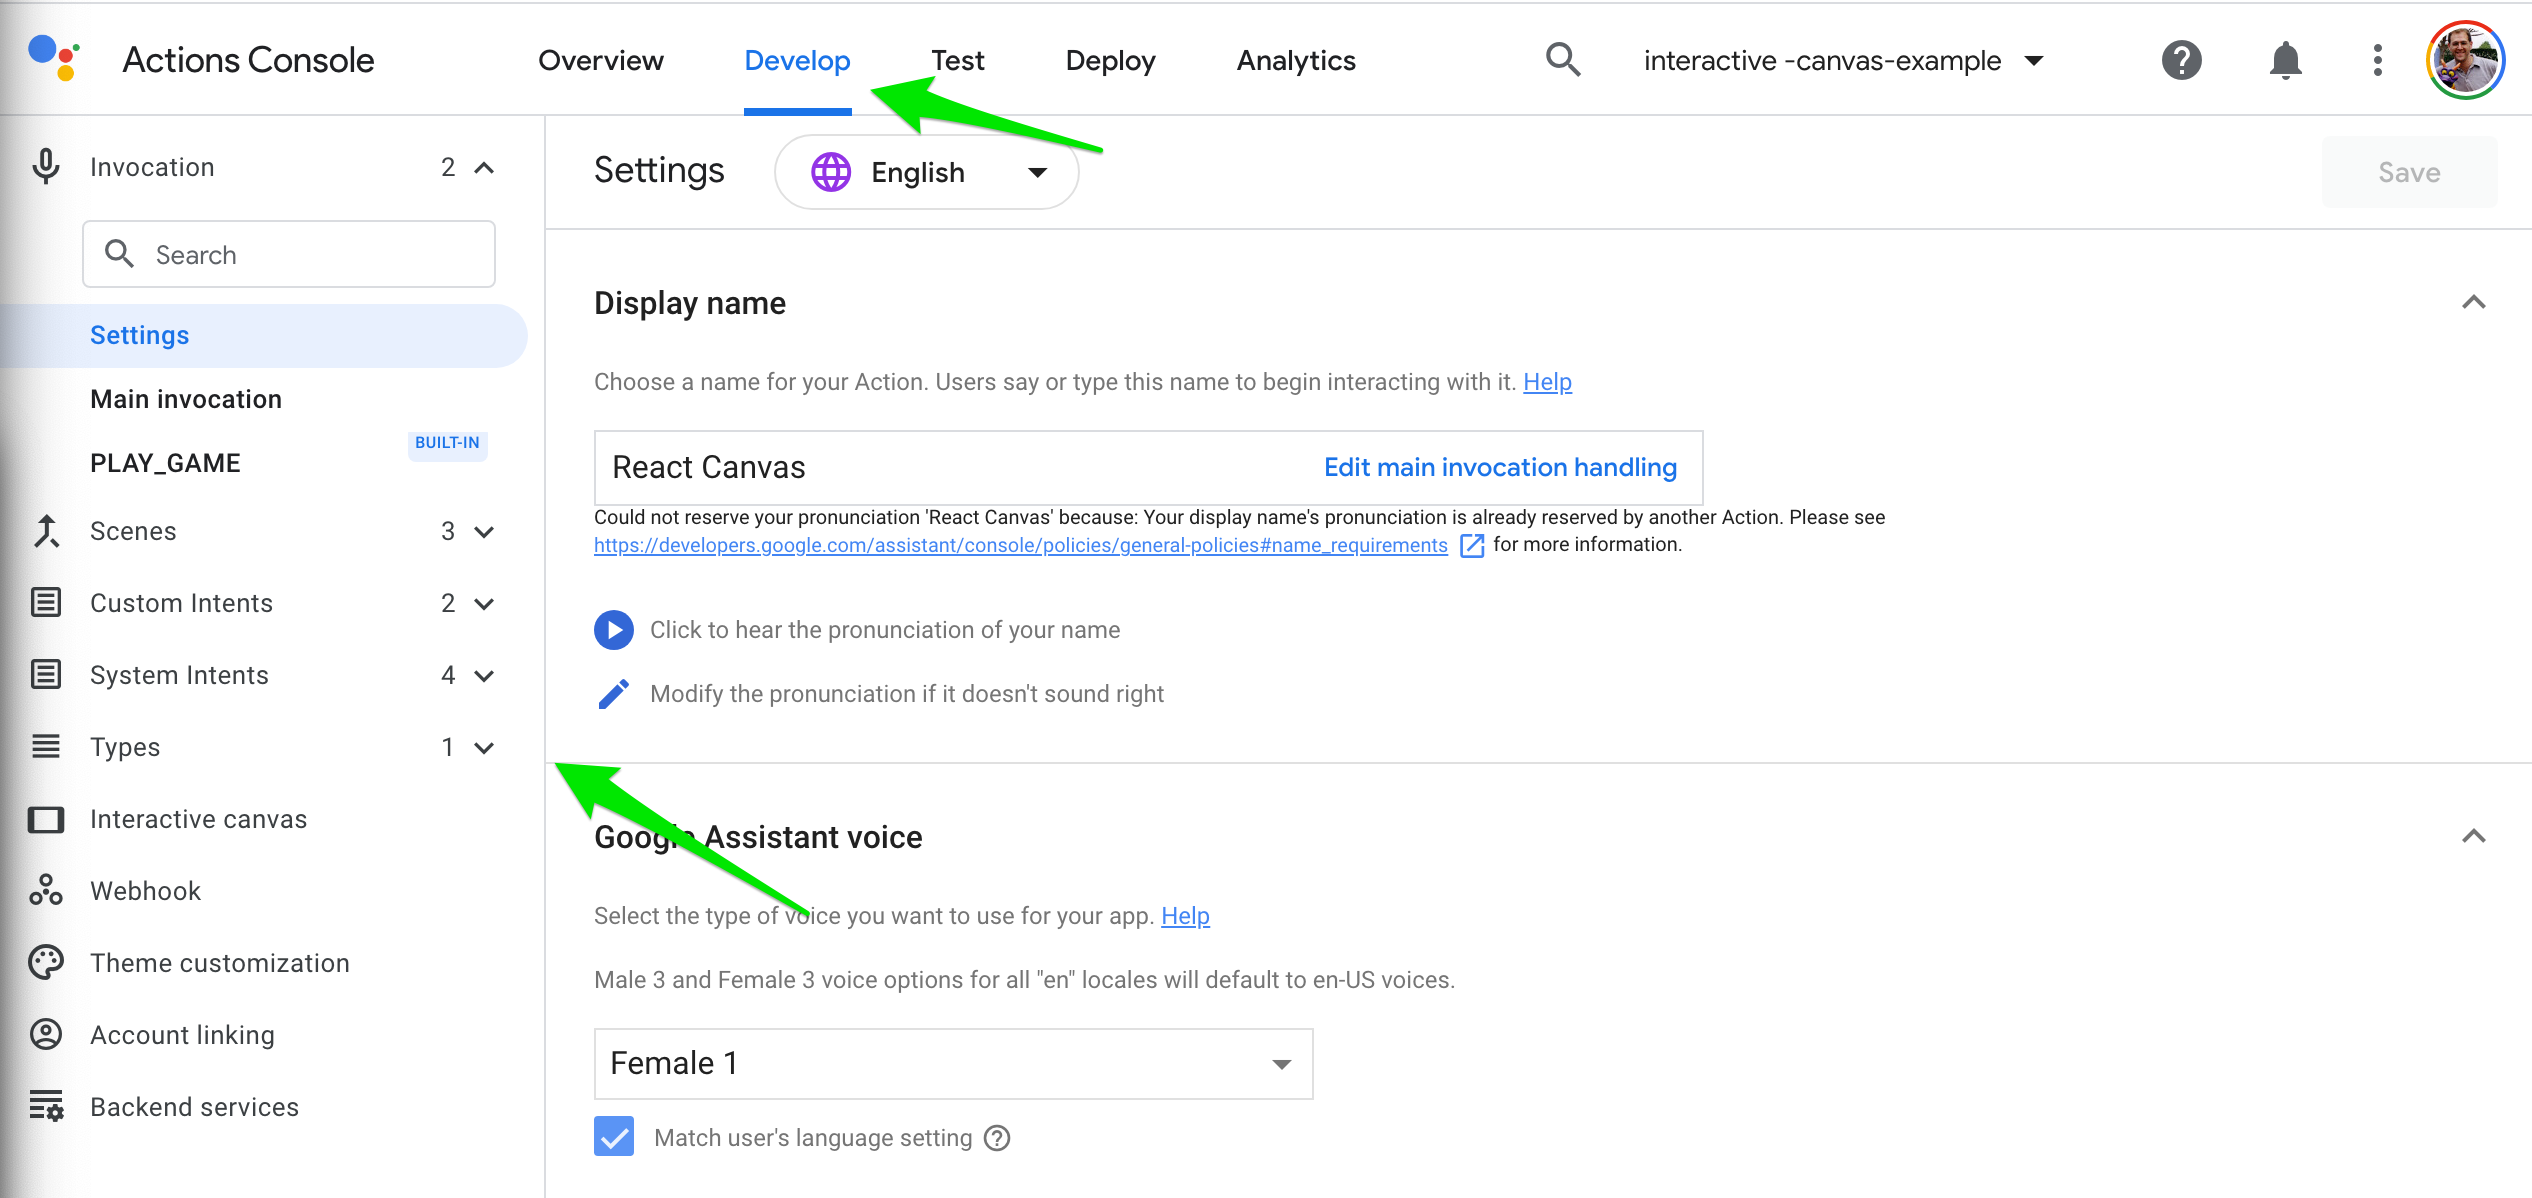 Actions Console
Overview
Develop
Test
Deploy
Analytics
interactive -canvas-example
Invocation 2
Search
Settings
Main invocation
PLAY_GAME BUILT-IN
Scenes 3
Custom Intents 2
System Intents 4
Types 1
Interactive canvas
Webhook
Theme customization
Account linking
Backend services
Settings
English
Save
Display name
Choose a name for your Action. Users say or type this name to begin interacting with it. Help
React Canvas
Edit main invocation handling
Could not reserve your pronunciation 'React Canvas' because: Your display name's pronunciation is already reserved by another Action. Please see
https://developers.google.com/assistant/console/policies/general-policies#name_requirements for more information.
Click to hear the pronunciation of your name
Modify the pronunciation if it doesn't sound right
Google Assistant voice
Select the type of voice you want to use for your app. Help
Male 3 and Female 3 voice options for all "en" locales will default to en-US voices.
Female 1
Match user's language setting